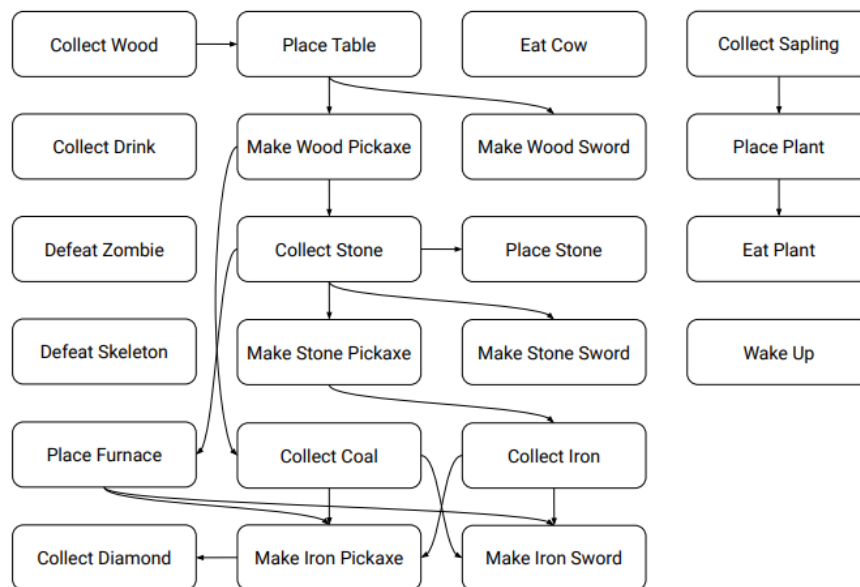 Collect Wood
Place Table
Eat Cow
Collect Sapling
Collect Drink
Make Wood Pickaxe
Make Wood Sword
Place Plant
Defeat Zombie
Collect Stone
Place Stone
Eat Plant
Defeat Skeleton
Make Stone Pickaxe
Make Stone Sword
Wake Up
Place Furnace
Collect Coal
Collect Iron
Collect Diamond
Make Iron Pickaxe
Make Iron Sword